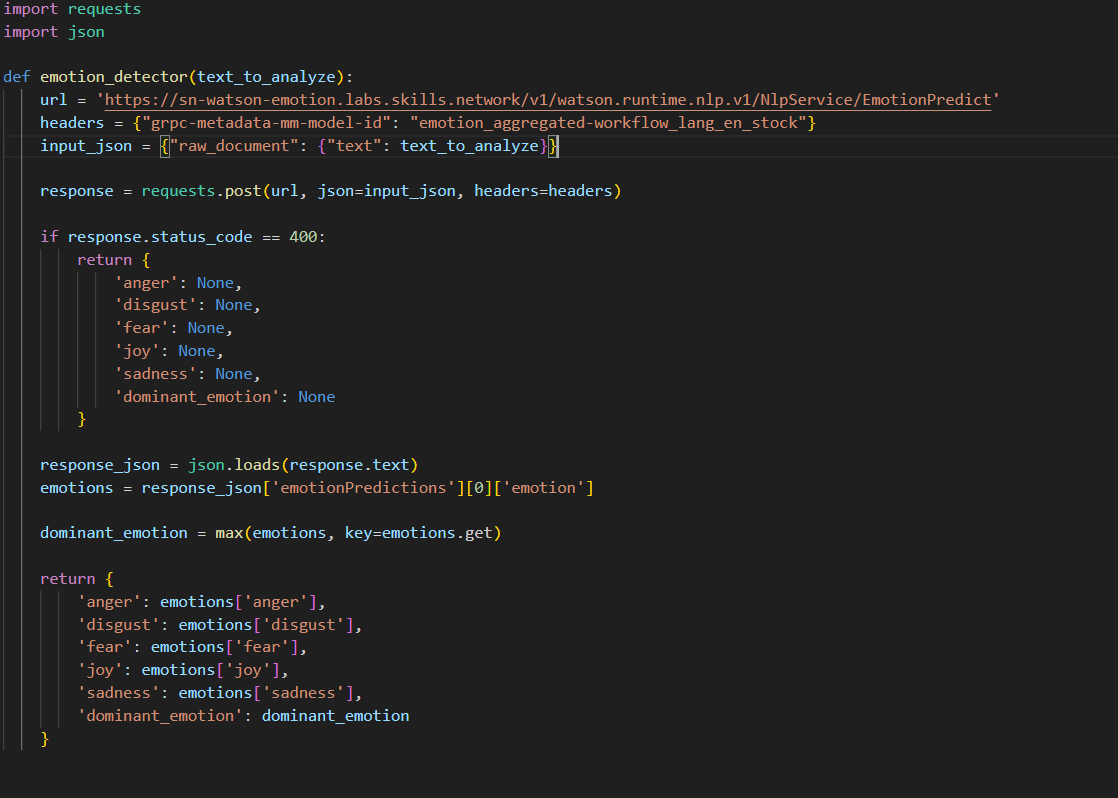 import requests
import json
def emotion_detector(text_to_analyze):
    url = 'https://sn-watson-emotion.labs.skills.network/v1/watson.runtime.nlp.v1/NlpService/EmotionPredict'
    headers = {"grpc-metadata-mm-model-id": "emotion_aggregated-workflow_lang_en_stock"}
    input_json = {"raw_document": {"text": text_to_analyze}}
    response = requests.post(url, json=input_json, headers=headers)
    if response.status_code == 400:
        return {
            'anger': None,
            'disgust': None,
            'fear': None,
            'joy': None,
            'sadness': None,
            'dominant_emotion': None
        }
    response_json = json.loads(response.text)
    emotions = response_json['emotionPredictions'][0]['emotion']
    dominant_emotion = max(emotions, key=emotions.get)
    return {
        'anger': emotions['anger'],
        'disgust': emotions['disgust'],
        'fear': emotions['fear'],
        'joy': emotions['joy'],
        'sadness': emotions['sadness'],
        'dominant_emotion': dominant_emotion
    }